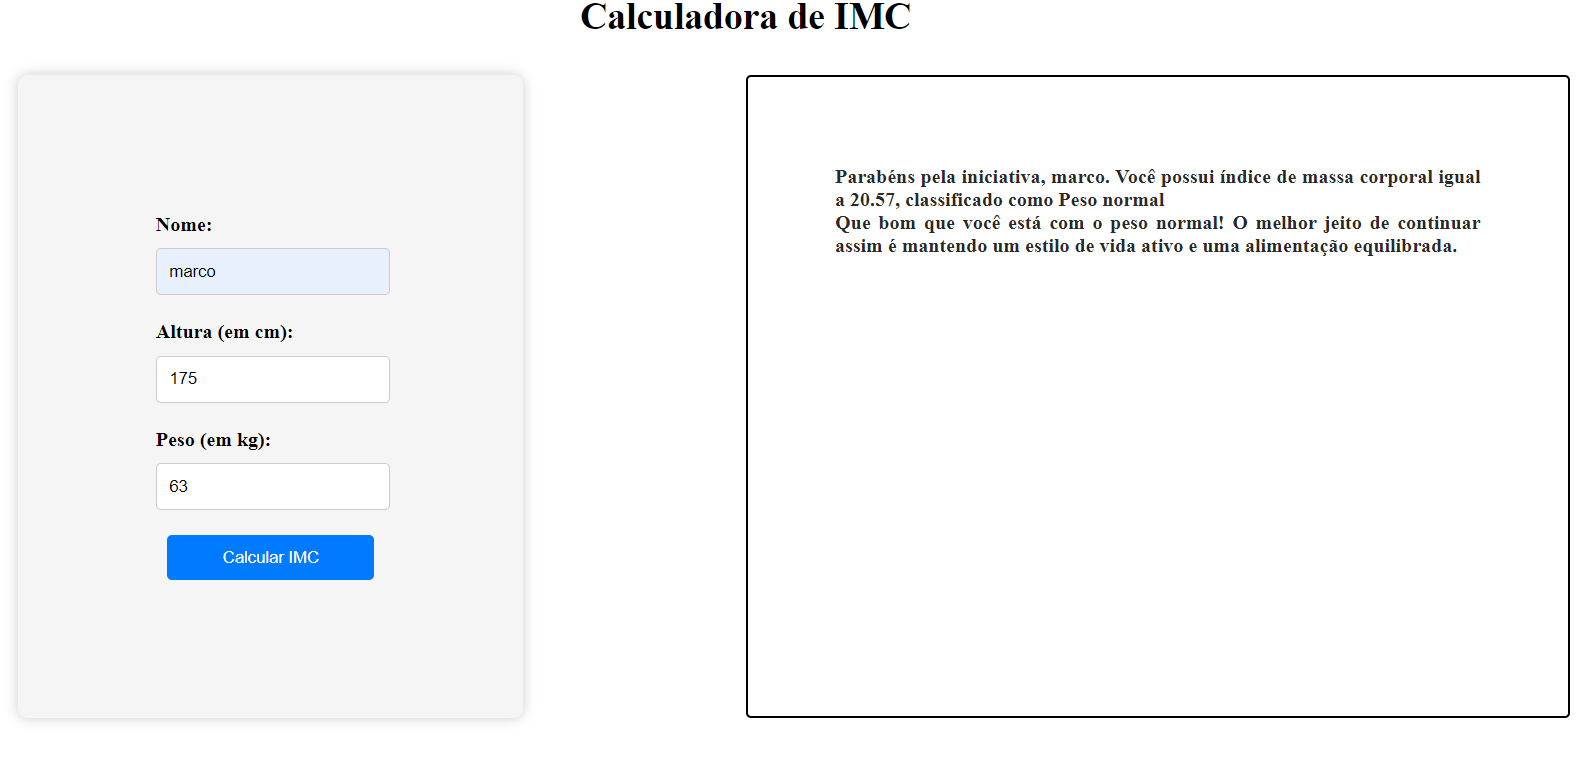 Calculadora de IMC
Nome:
marco
Altura (em cm):
175
Peso (em kg):
63
Calcular IMC
Parabéns pela iniciativa, marco. Você possui índice de massa corporal igual
a 20.57, classificado como Peso normal
Que bom que você está com o peso normal! O melhor jeito de continuar
assim é mantendo um estilo de vida ativo e uma alimentação equilibrada.